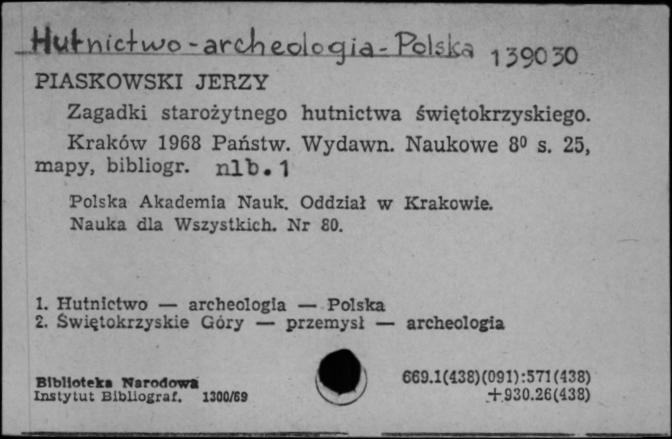 Hutnictwo - archeologia - Polska 139030
PIASKOWSKI JERZY
Zagadki starożytnego hutnictwa świętokrzyskiego.
Kraków 1968 Państw. Wydawn. Naukowe 8⁰ s. 25,
mapy, bibliogr. nlb. 1
Polska Akademia Nauk. Oddział w Krakowie.
Nauka dla Wszystkich. Nr 80.
1. Hutnictwo — archeologia — Polska
2. Świętokrzyskie Góry — przemysł — archeologia
Biblioteka Narodowa 669.1(438)(091):571(438)
Instytut Bibliograf. 1300/69 +930.26(438)